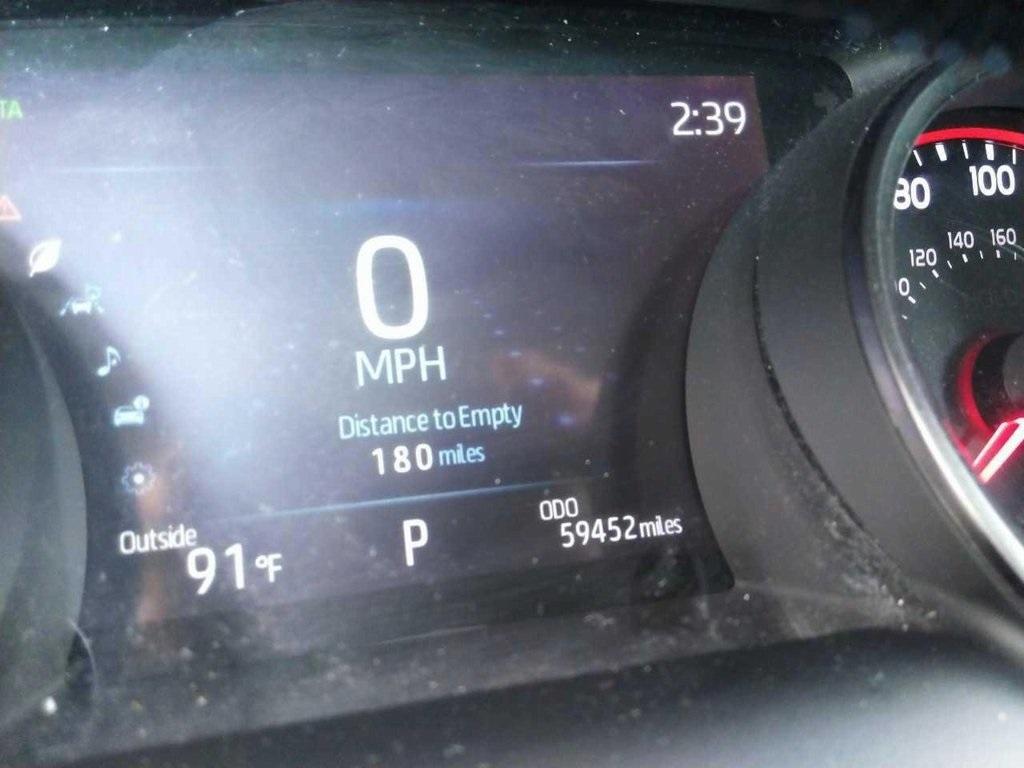 TA
2:39
80 100
120 140 160
0
MPH
Distance to Empty
180 miles
Outside
91°F
P
ODO
59452 miles